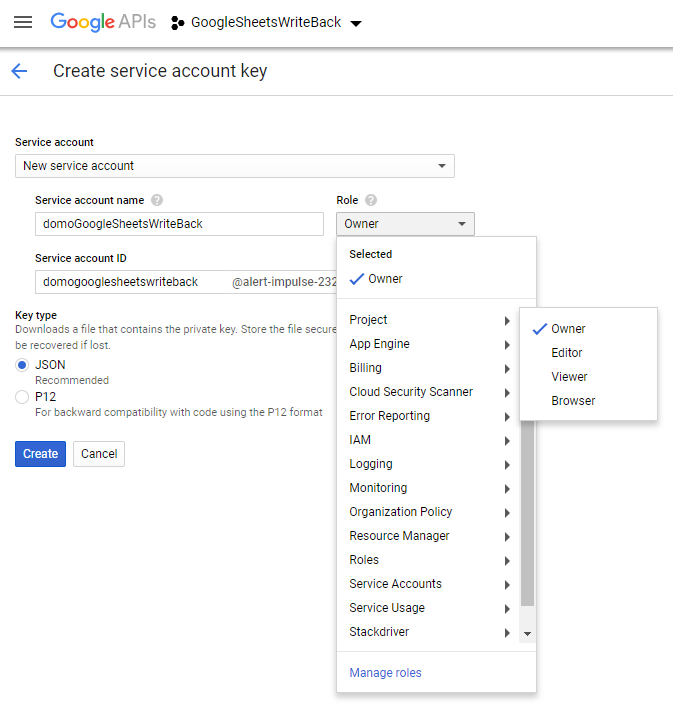 Google APIs
GoogleSheetsWriteBack
Create service account key
Service account
New service account
Service account name
Role
domoGoogleSheetsWriteBack
Owner
Service account ID
domogooglesheetswriteback @alert-impulse-232
Key type
Downloads a file that contains the private key. Store the file secure
be recovered if lost.
JSON
Recommended
P12
For backward compatibility with code using the P12 format
Create
Cancel
Selected
Owner
Project
App Engine
Billing
Cloud Security Scanner
Error Reporting
IAM
Logging
Monitoring
Organization Policy
Resource Manager
Roles
Service Accounts
Service Usage
Stackdriver
Manage roles
Owner
Editor
Viewer
Browser